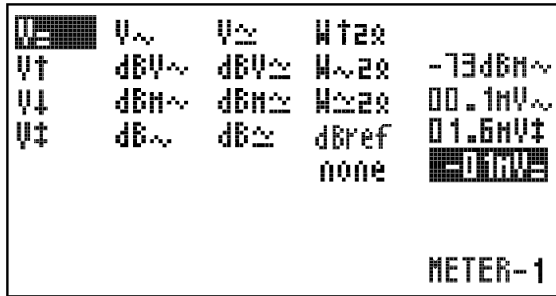 V⎓ V~ V≃ W↑2Ω
V↑ dBV~ dBV≃ W~2Ω -73dBM~
V↓ dBM~ dBM≃ W≃2Ω 00.1mV~
V↕ dB~ dB≃ dBref 01.6mV↕
none -01mV⎓
METER-1